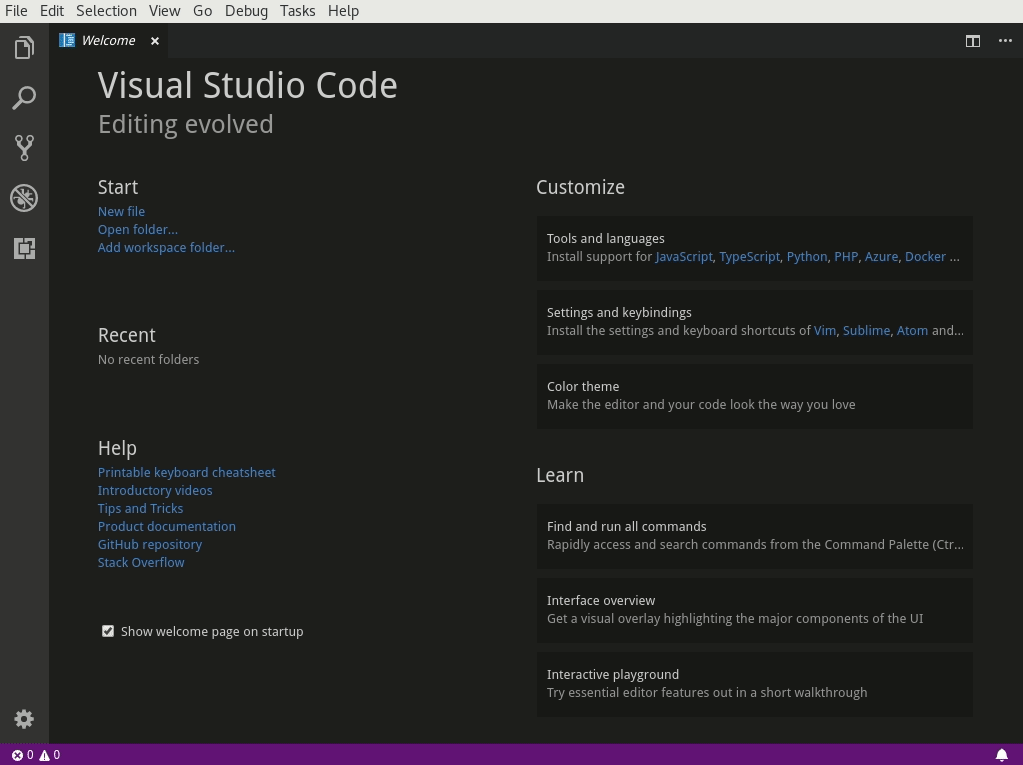 File Edit Selection View Go Debug Tasks Help
Welcome
Visual Studio Code
Editing evolved
Start
New file
Open folder...
Add workspace folder...
Recent
No recent folders
Help
Printable keyboard cheatsheet
Introductory videos
Tips and Tricks
Product documentation
GitHub repository
Stack Overflow
Show welcome page on startup
Customize
Tools and languages
Install support for JavaScript, TypeScript, Python, PHP, Azure, Docker ...
Settings and keybindings
Install the settings and keyboard shortcuts of Vim, Sublime, Atom and...
Color theme
Make the editor and your code look the way you love
Learn
Find and run all commands
Rapidly access and search commands from the Command Palette (Ctr...
Interface overview
Get a visual overlay highlighting the major components of the UI
Interactive playground
Try essential editor features out in a short walkthrough
0 0